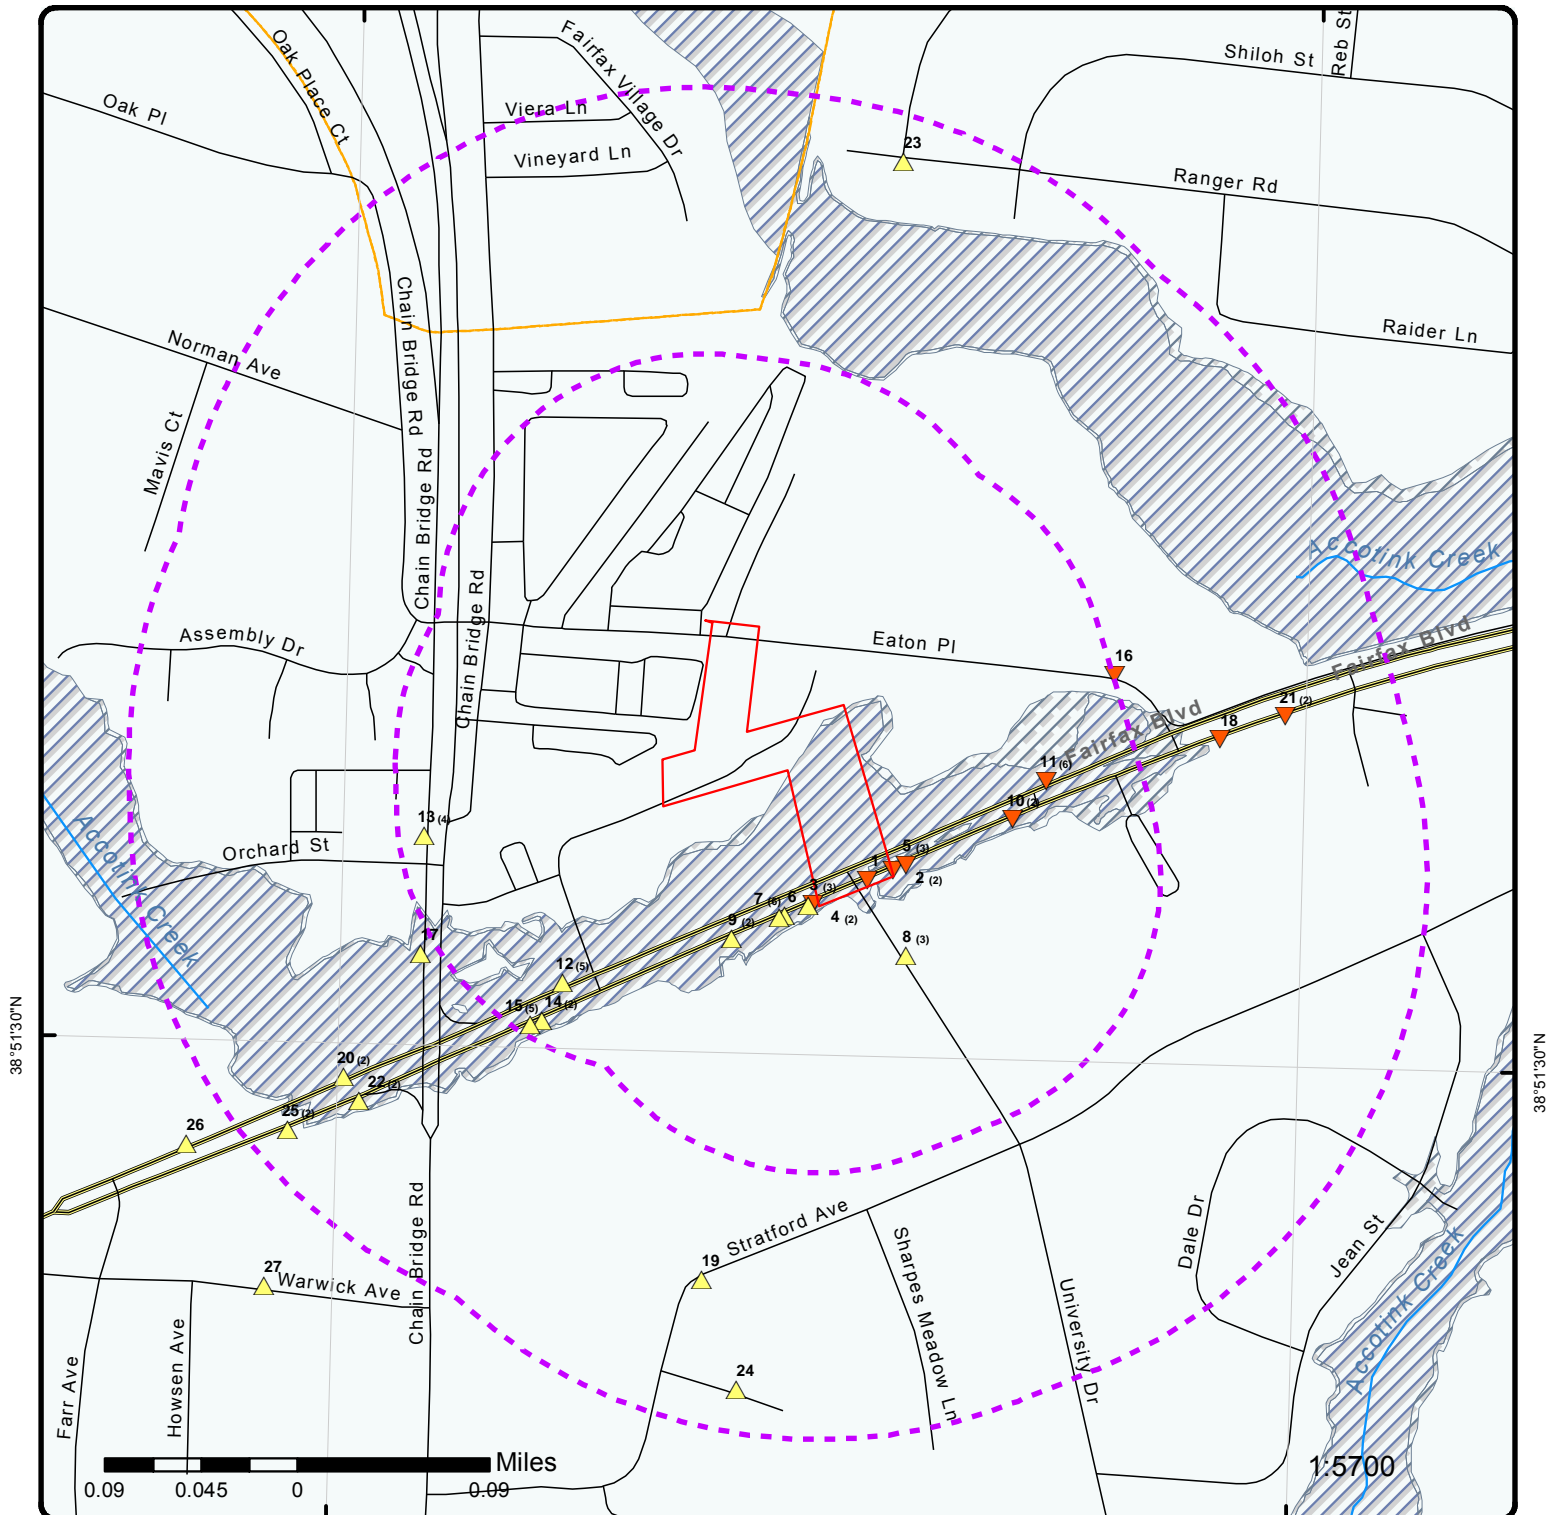 Oak Place Ct
Fairfax Village Dr
Shiloh St
Reb St
Oak Pl
Viera Ln
Vineyard Ln
23
Ranger Rd
Chain Bridge Rd
Norman Ave
Raider Ln
Mavis Ct
Chain Bridge Rd
Accotink Creek
Chain Bridge Rd
Assembly Dr
Eaton Pl
16
Fairfax Blvd
21 (2)
18
Fairfax Blvd
11 (6)
10 (2)
13 (4)
Accotink Creek
Orchard St
5 (3)
1
2 (2)
3 (3)
7 (6)
6
4 (2)
9 (2)
8 (3)
17
12 (5)
15 (5)
14 (2)
38°51'30"N
38°51'30"N
20 (2)
22 (2)
25 (2)
26
Chain Bridge Rd
Stratford Ave
Sharpes Meadow Ln
Dale Dr
Jean St
Accotink Creek
27
Warwick Ave
19
University Dr
Howsen Ave
Farr Ave
24
Miles
0.09
0.045
0
0.09
1:5700